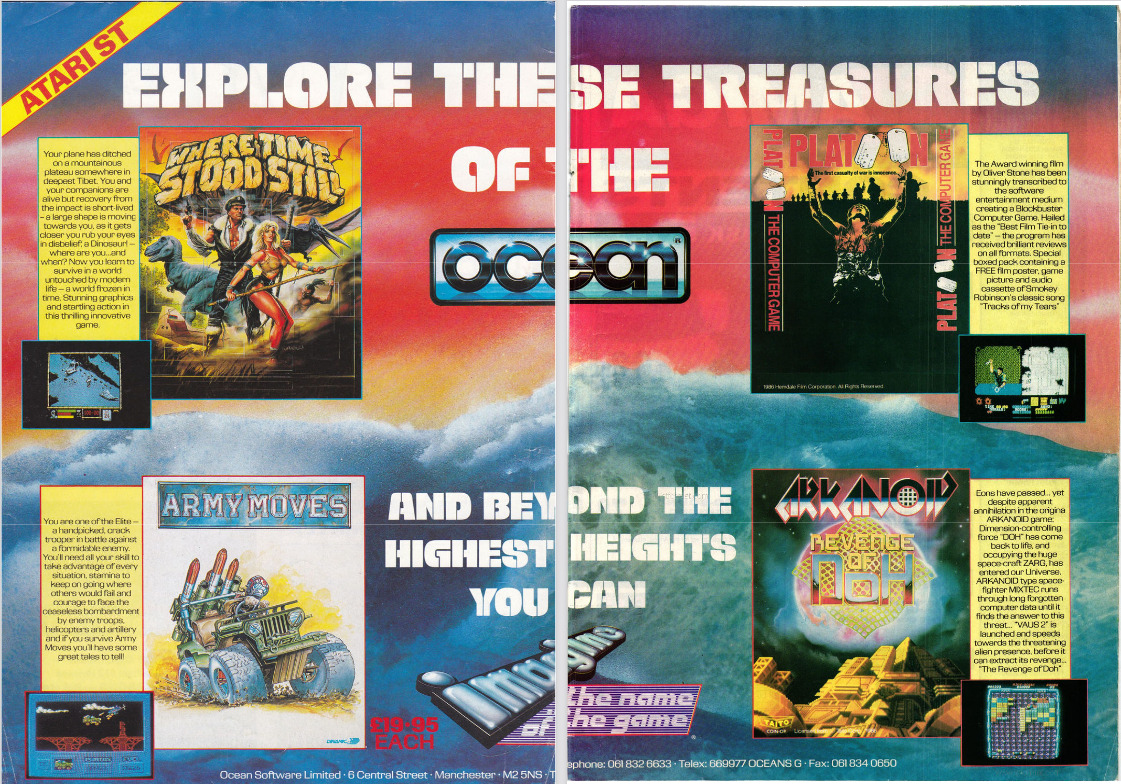 ATARI ST
EXPLORE THESE TREASURES
OF THE
ocean
Your plane has ditched
on a mountainous
plateau somewhere in
deepest Tibet. You and
your companions are
alive but recovery from
the impact is short-lived
– a large shape is moving
towards you, as it gets
closer you rub your eyes
in disbelief; a Dinosaur! –
where are you...and
when? Now you learn to
survive in a world
untouched by modern
life – a world frozen in
time. Stunning graphics
and startling action in
this thrilling innovative
game.
WHERE TIME
STOOD STILL
PLATOON
The first casualty of war is innocence.
PLATOON THE COMPUTER GAME
PLATOON THE COMPUTER GAME
1986 Hemdale Film Corporation. All Rights Reserved.
The Award winning film
by Oliver Stone has been
stunningly transcribed to
the software
entertainment medium
creating a Blockbuster
Computer Game. Hailed
as the "Best Film Tie-in to
date" – the program has
received brilliant reviews
on all formats. Special
boxed pack containing a
FREE film poster, game
picture and audio
cassette of Smokey
Robinson's classic song
"Tracks of my Tears"
AND BEYOND THE
HIGHEST HEIGHTS
YOU CAN
imagine
the name
of the game
£19.95
EACH
You are one of the Elite –
a handpicked, crack
trooper in battle against
a formidable enemy.
You'll need all your skill to
take advantage of every
situation, stamina to
keep on going where
others would fail and
courage to face the
ceaseless bombardment
by enemy troops,
helicopters and artillery
and if you survive Army
Moves you'll have some
great tales to tell!
ARMY MOVES
DINAMIC
ARKANOID
REVENGE
OF
DOH
TAITO
COIN-OP
Eons have passed... yet
despite apparent
annihilation in the origina
ARKANOID game;
Dimension-controlling
force "DOH" has come
back to life, and
occupying the huge
space-craft ZARG, has
entered our Universe.
ARKANOID type space-
fighter MIXTEC runs
through long forgotten
computer data until it
finds the answer to this
threat... "VAUS 2" is
launched and speeds
towards the threatening
alien presence, before it
can extract its revenge...
"The Revenge of Doh"
Ocean Software Limited · 6 Central Street · Manchester · M2 5NS · Tephone: 061 832 6633 · Telex: 669977 OCEANS G · Fax: 061 834 0650